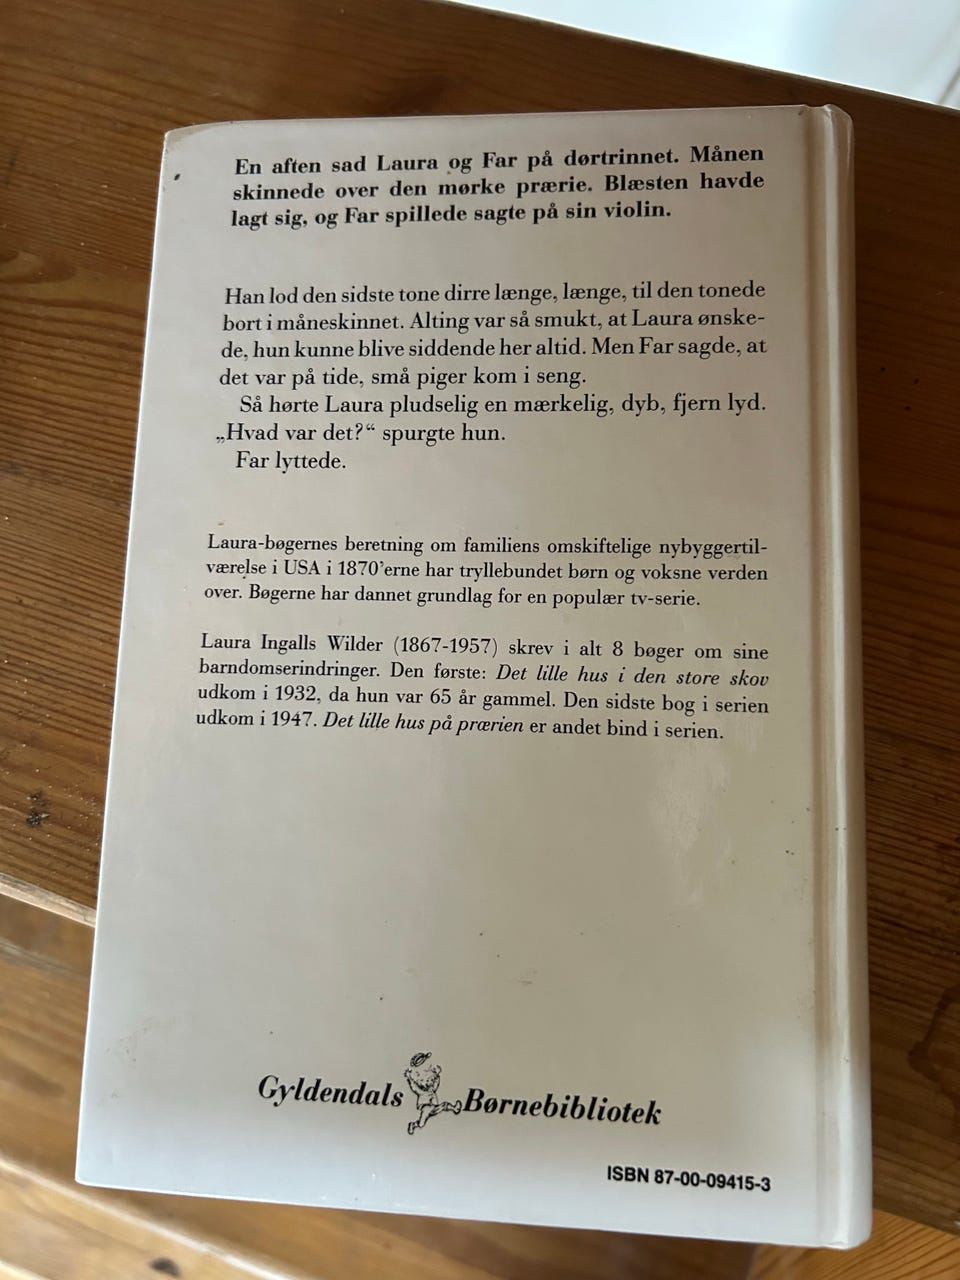 En aften sad Laura og Far på dørtrinnet. Månen
skinnede over den mørke prærie. Blæsten havde
lagt sig, og Far spillede sagte på sin violin.
Han lod den sidste tone dirre længe, længe, til den tonede
bort i måneskinnet. Alting var så smukt, at Laura ønske-
de, hun kunne blive siddende her altid. Men Far sagde, at
det var på tide, små piger kom i seng.
Så hørte Laura pludselig en mærkelig, dyb, fjern lyd.
„Hvad var det?“ spurgte hun.
Far lyttede.
Laura-bøgernes beretning om familiens omskiftelige nybyggertil-
værelse i USA i 1870'erne har tryllebundet børn og voksne verden
over. Bøgerne har dannet grundlag for en populær tv-serie.
Laura Ingalls Wilder (1867-1957) skrev i alt 8 bøger om sine
barndomserindringer. Den første: Det lille hus i den store skov
udkom i 1932, da hun var 65 år gammel. Den sidste bog i serien
udkom i 1947. Det lille hus på prærien er andet bind i serien.
Gyldendals Børnebibliotek
ISBN 87-00-09415-3